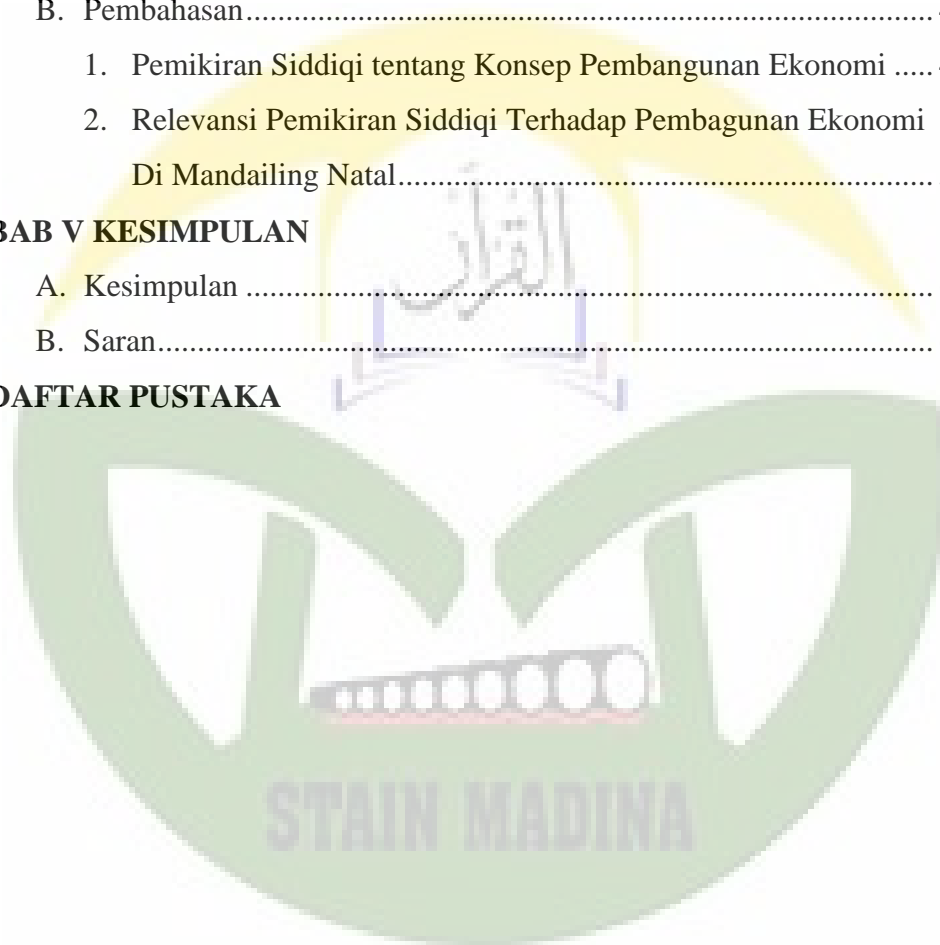 B. Pembahasan..........................................................................................
1. Pemikiran Siddiqi tentang Konsep Pembangunan Ekonomi .....
2. Relevansi Pemikiran Siddiqi Terhadap Pembagunan Ekonomi
Di Mandailing Natal......................................................................
BAB V KESIMPULAN
A. Kesimpulan ..........................................................................................
B. Saran.....................................................................................................
DAFTAR PUSTAKA
القرآن
STAIN MADINA